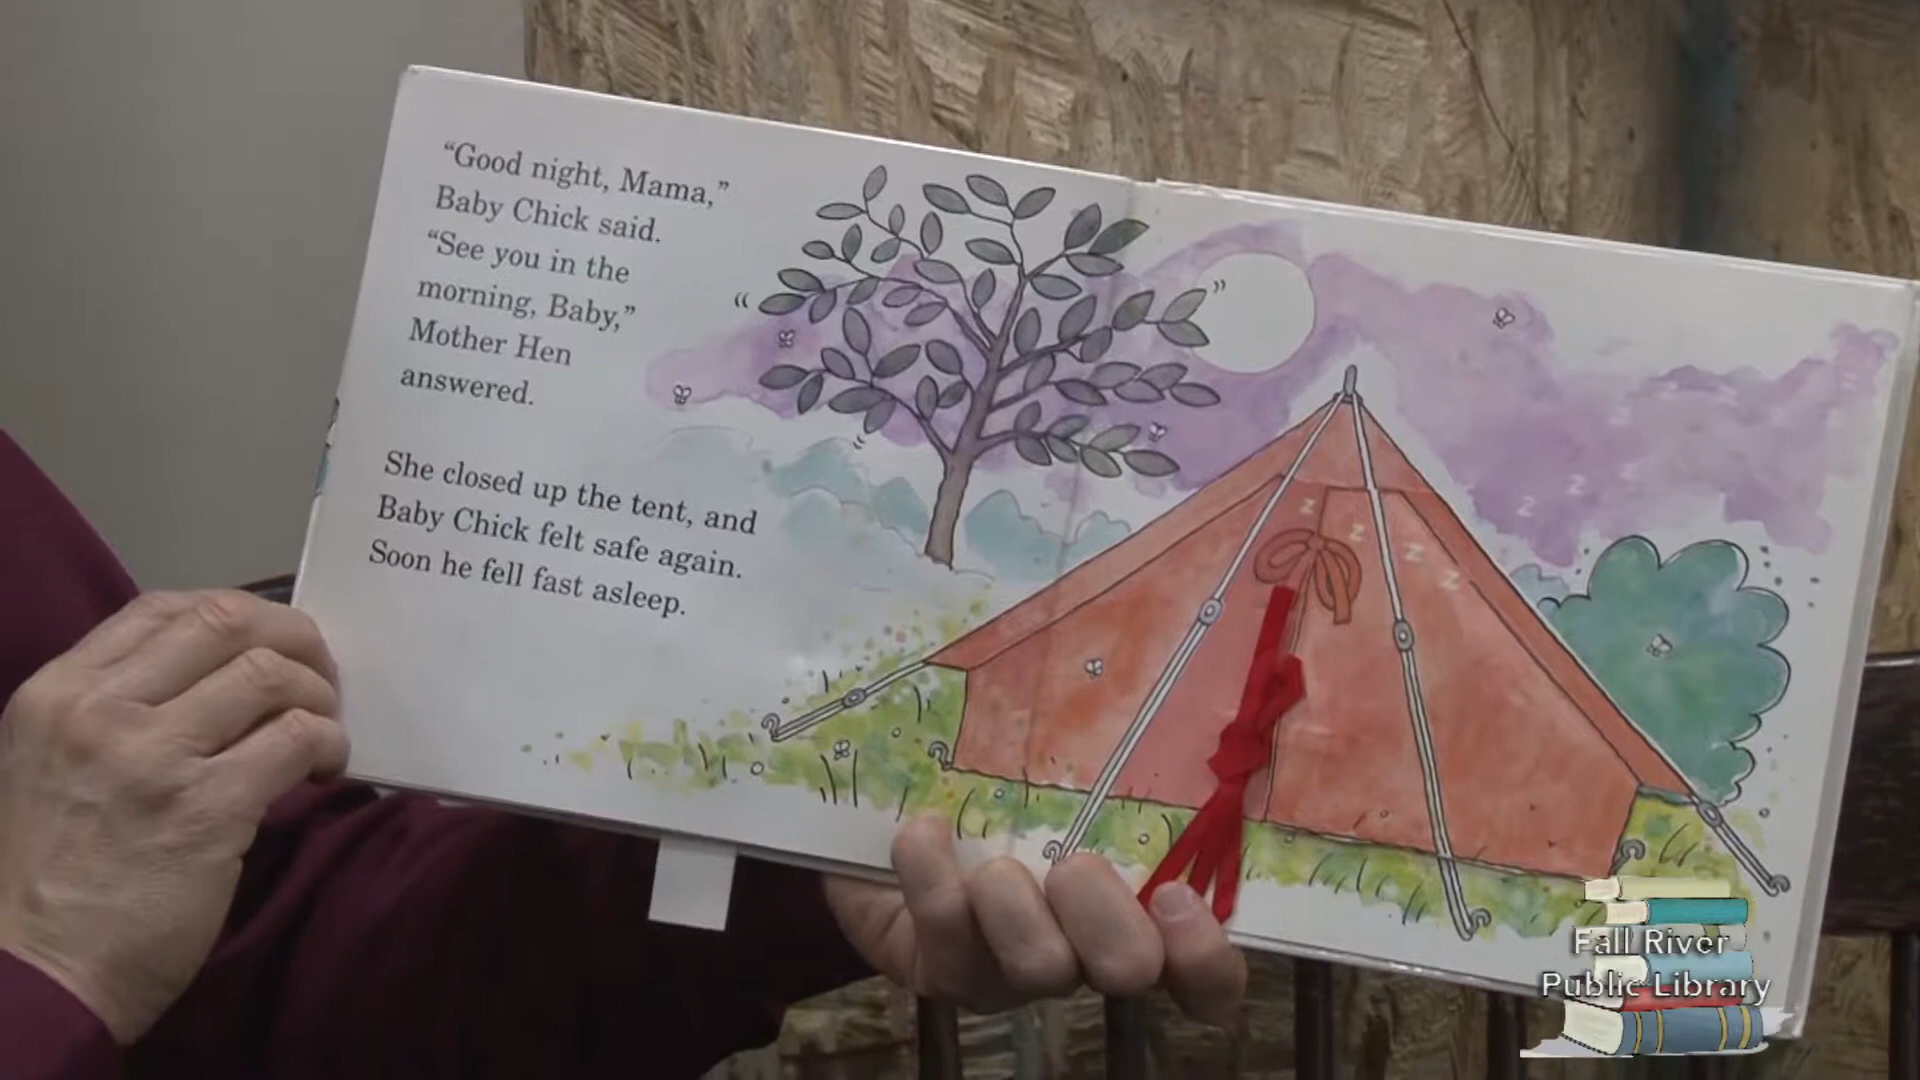 “Good night, Mama,”
Baby Chick said.
“See you in the
morning, Baby,”
Mother Hen
answered.
She closed up the tent, and
Baby Chick felt safe again.
Soon he fell fast asleep.
z
z
z
z
z
z
z
Fall River
Public Library